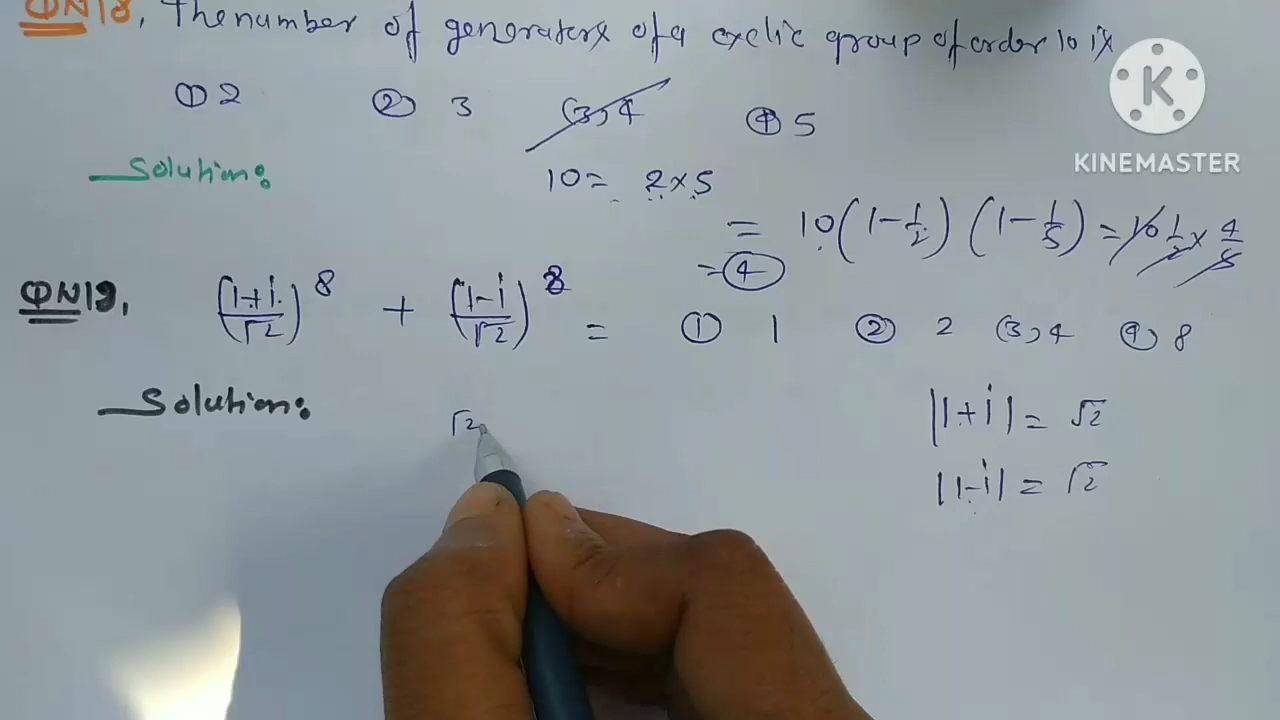 QN18, The number of generators of a cyclic group of order 10 is
① 2 ② 3 (3) 4 ④ 5
Solution:
10 = 2 × 5
= 10(1 - 1/2)(1 - 1/5) = 10 1/2 × 4/5
= 4
QN19, ((1+i)/√2)^8 + ((1-i)/√2)^8 = ① 1 ② 2 (3) 4 ④ 8
Solution:
√2
|1+i| = √2
|1-i| = √2
K
KINEMASTER